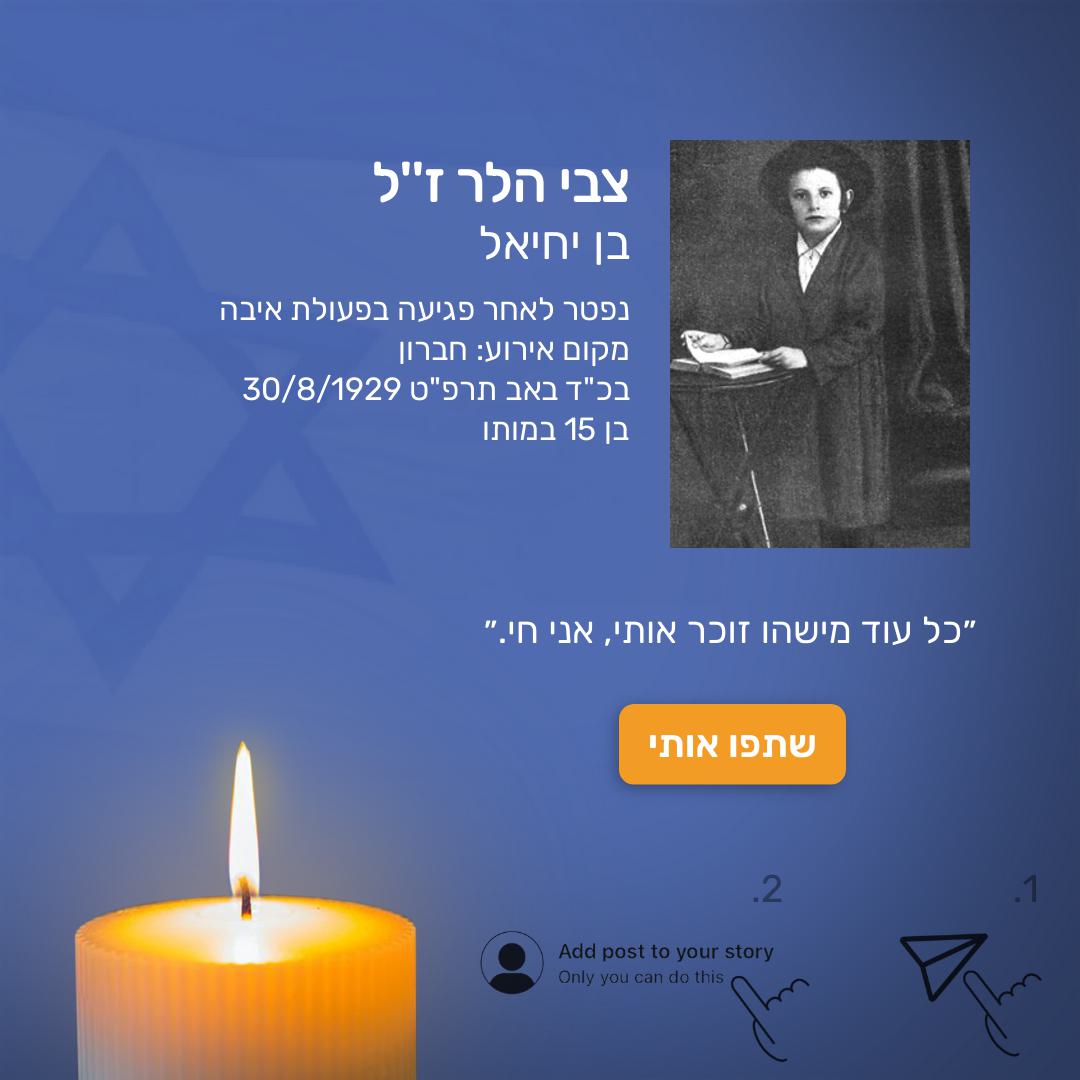 צבי הלר ז"ל
בן יחיאל
נפטר לאחר פגיעה בפעולת איבה
מקום אירוע: חברון
בכ"ד באב תרפ"ט 30/8/1929
בן 15 במותו
״כל עוד מישהו זוכר אותי, אני חי.״
שתפו אותי
1.
2.
Add post to your story
Only you can do this